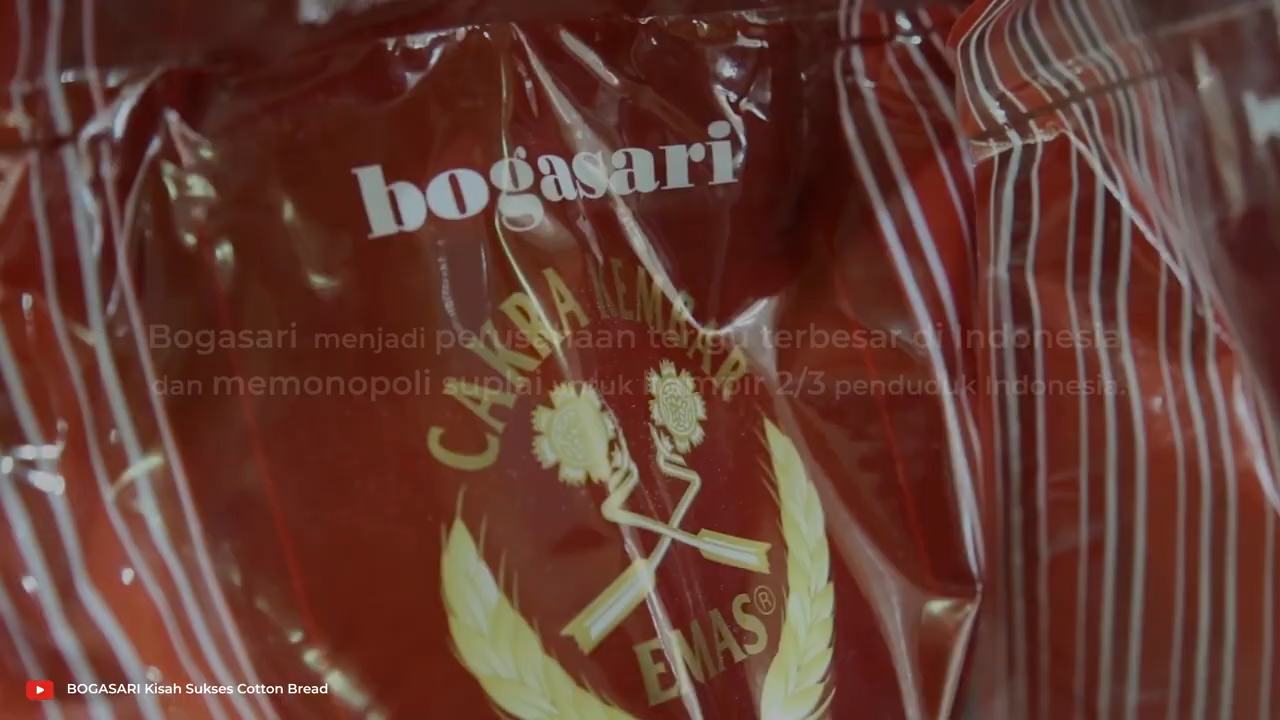 bogasari
CAKRA KEMBAR
Bogasari menjadi perusahaan terigu terbesar di Indonesia
dan memonopoli suplai untuk hampir 2/3 penduduk Indonesia.
EMAS®
BOGASARI Kisah Sukses Cotton Bread